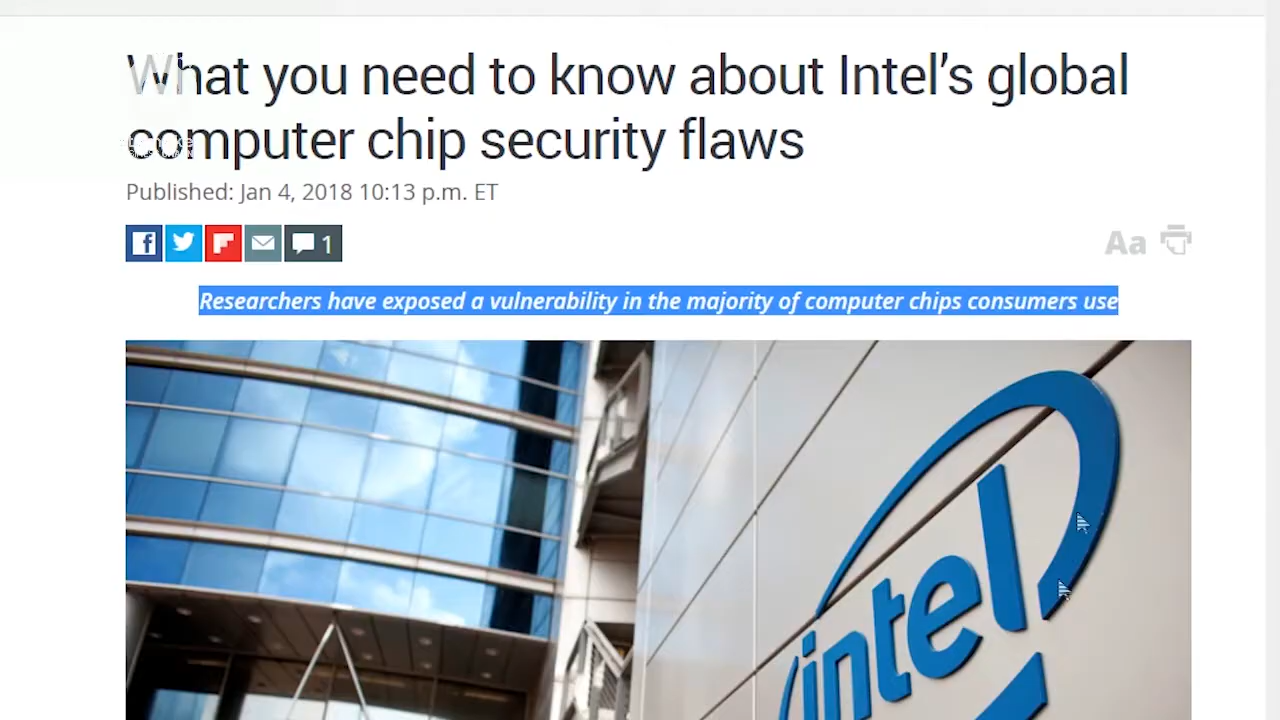 What you need to know about Intel's global
computer chip security flaws
Published: Jan 4, 2018 10:13 p.m. ET
1
Aa
Researchers have exposed a vulnerability in the majority of computer chips consumers use
intel